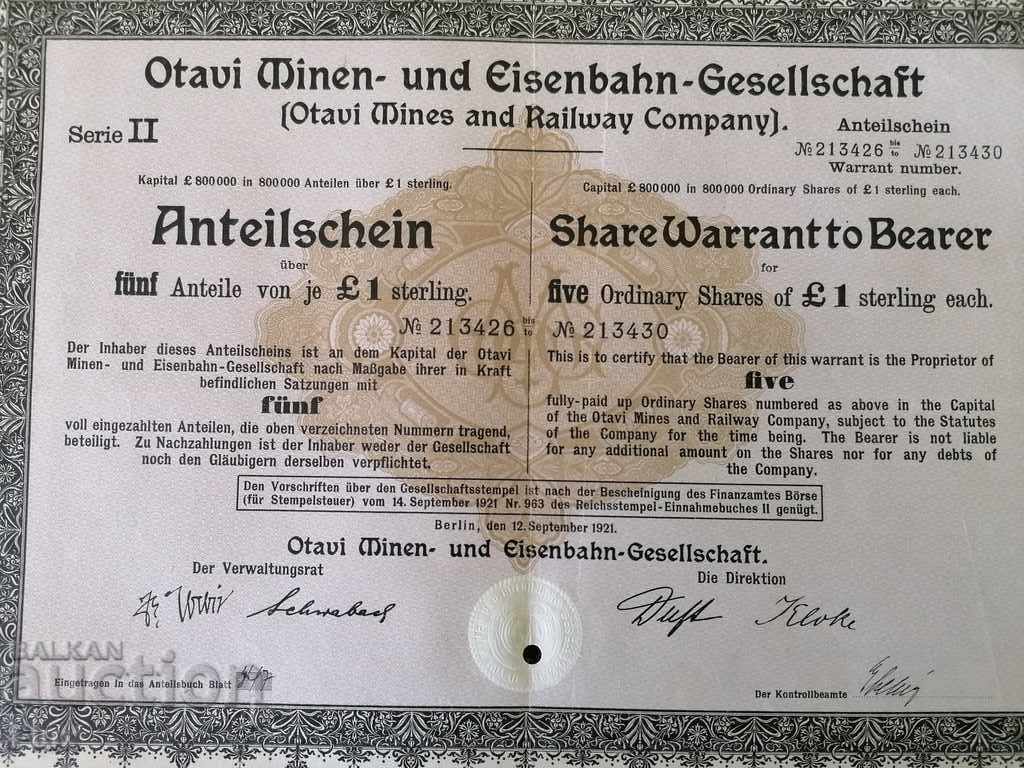 Otavi Minen- und Eisenbahn-Gesellschaft
(Otavi Mines and Railway Company).
Serie II
Anteilschein
№ 213426 bis/to № 213430
Warrant number.
Kapital £ 800000 in 800000 Anteilen über £ 1 sterling.
Capital £ 800000 in 800000 Ordinary Shares of £ 1 sterling each.
Anteilschein
über
fünf Anteile von je £ 1 sterling.
Share Warrant to Bearer
for
five Ordinary Shares of £ 1 sterling each.
№ 213426 bis/to № 213430
Der Inhaber dieses Anteilscheins ist an dem Kapital der Otavi
Minen- und Eisenbahn-Gesellschaft nach Maßgabe ihrer in Kraft
befindlichen Satzungen mit
fünf
voll eingezahlten Anteilen, die oben verzeichneten Nummern tragend,
beteiligt. Zu Nachzahlungen ist der Inhaber weder der Gesellschaft
noch den Gläubigern derselben verpflichtet.
This is to certify that the Bearer of this warrant is the Proprietor of
five
fully-paid up Ordinary Shares numbered as above in the Capital
of the Otavi Mines and Railway Company, subject to the Statutes
of the Company for the time being. The Bearer is not liable
for any additional amount on the Shares nor for any debts of
the Company.
Den Vorschriften über den Gesellschaftsstempel ist nach der Bescheinigung des Finanzamtes Börse
(für Stempelsteuer) vom 14. September 1921 Nr. 963 des Reichsstempel-Einnahmebuches II genügt.
Berlin, den 12. September 1921.
Otavi Minen- und Eisenbahn-Gesellschaft.
Der Verwaltungsrat
Die Direktion
Schwabach
BALKAN
auction
Eingetragen in das Anteilsbuch Blatt
Der Kontrollbeamte